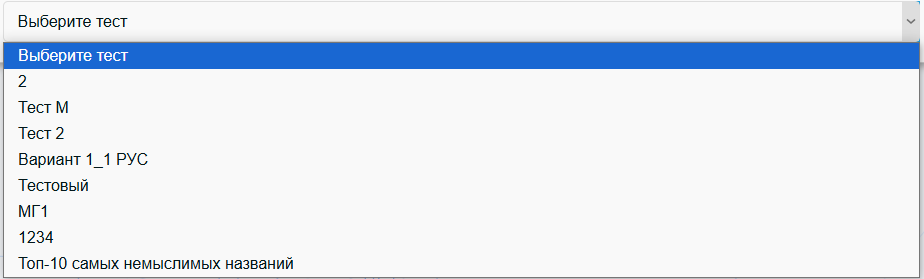 Выберите тест
Выберите тест
2
Тест М
Тест 2
Вариант 1_1 РУС
Тестовый
МГ1
1234
Топ-10 самых немыслимых названий